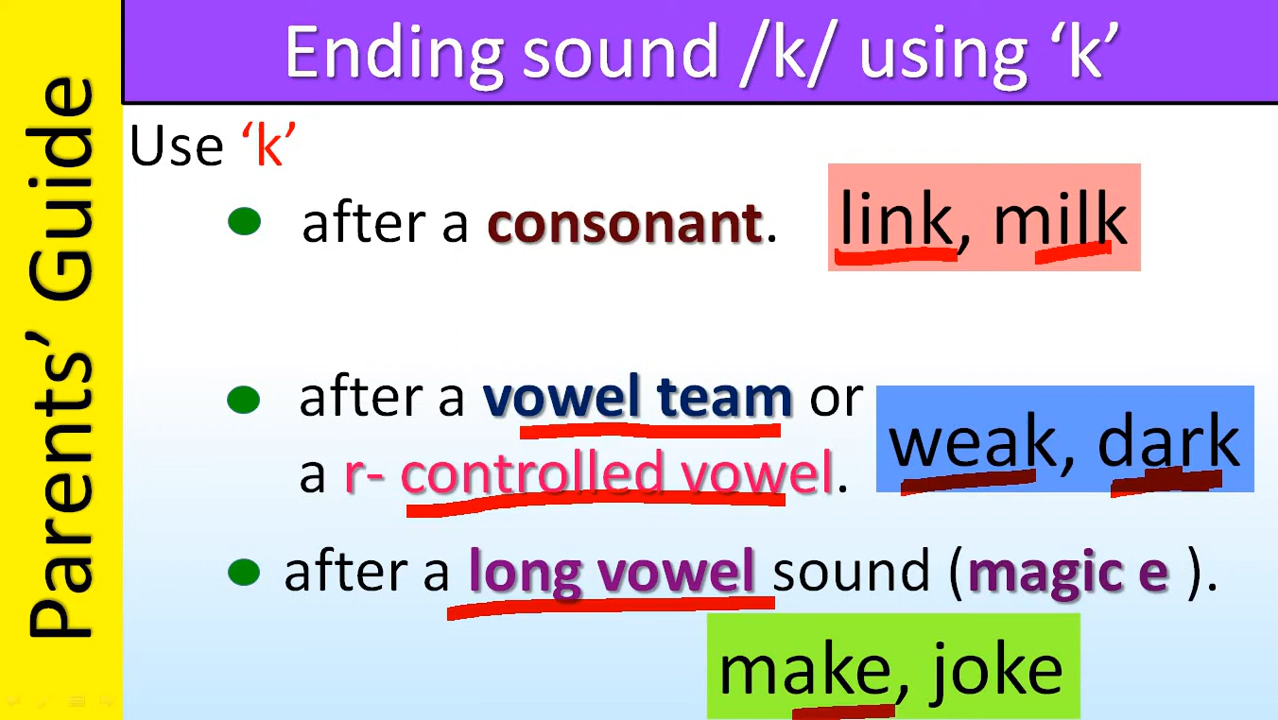 Parents’ Guide
Ending sound /k/ using ‘k’
Use ‘k’
● after a consonant.
link, milk
● after a vowel team or
a r- controlled vowel.
weak, dark
● after a long vowel sound (magic e ).
make, joke